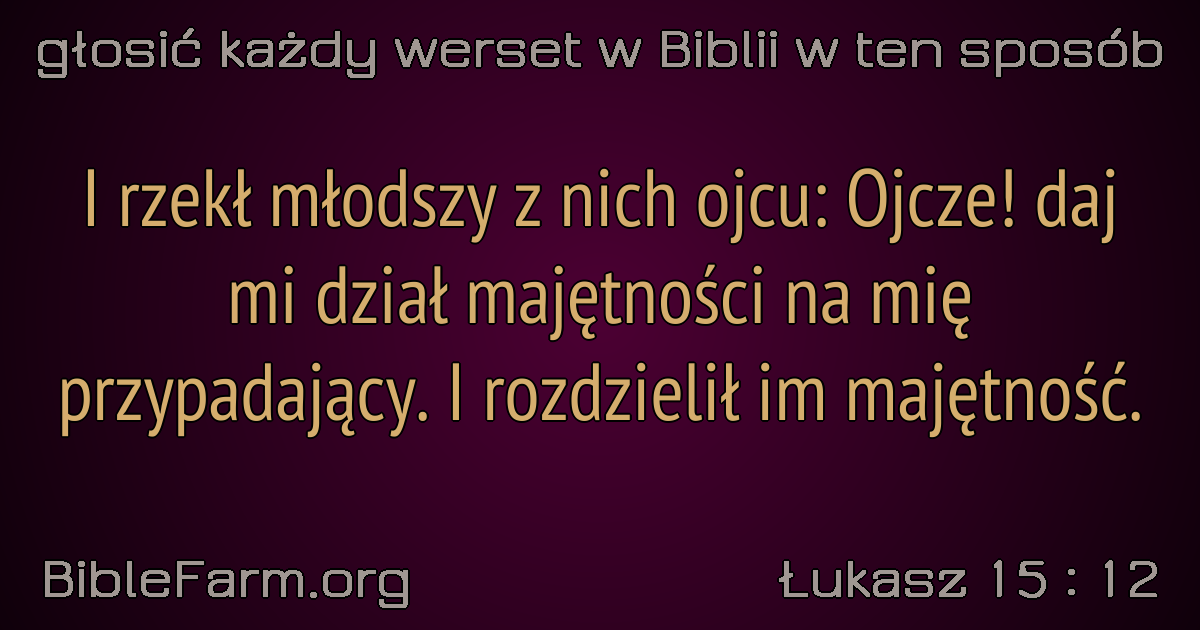 głosić każdy werset w Biblii w ten sposób
I rzekł młodszy z nich ojcu: Ojcze! daj
mi dział majętności na mię
przypadający. I rozdzielił im majętność.
BibleFarm.org
Łukasz 15 : 12